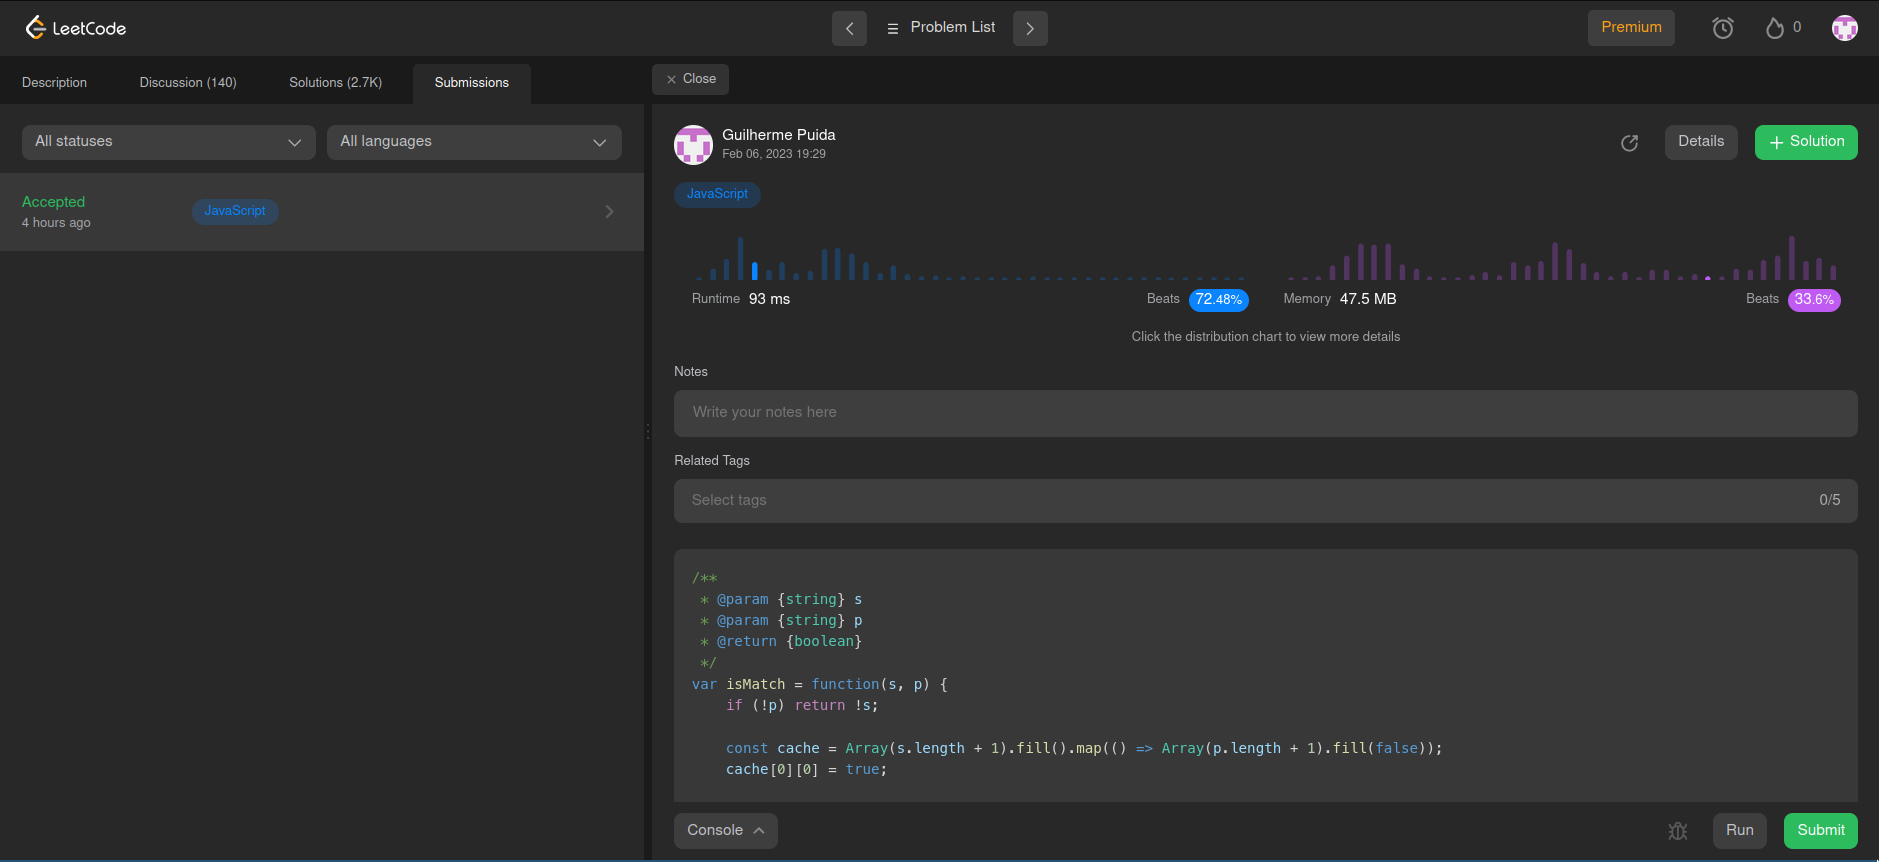 LeetCode
Problem List
Premium
0
Description
Discussion (140)
Solutions (2.7K)
Submissions
Close
All statuses
All languages
Accepted
4 hours ago
JavaScript
Guilherme Puida
Feb 06, 2023 19:29
Details
Solution
JavaScript
Runtime 93 ms
Beats 72.48%
Memory 47.5 MB
Beats 33.6%
Click the distribution chart to view more details
Notes
Write your notes here
Related Tags
Select tags
0/5
/**
 * @param {string} s
 * @param {string} p
 * @return {boolean}
 */
var isMatch = function(s, p) {
    if (!p) return !s;
    const cache = Array(s.length + 1).fill().map(() => Array(p.length + 1).fill(false));
    cache[0][0] = true;
Console
Run
Submit